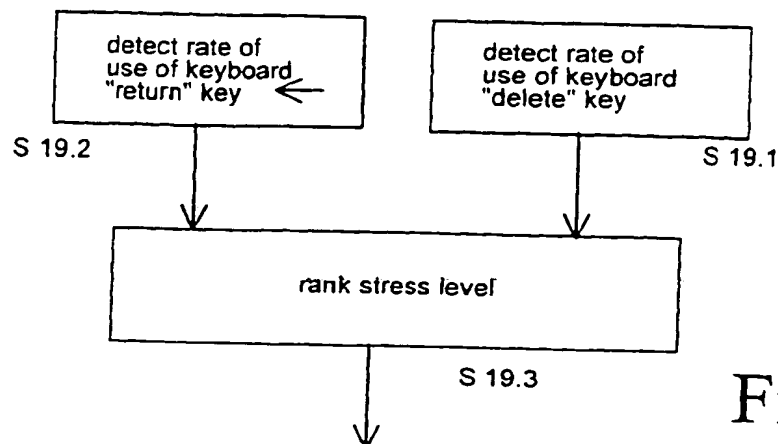 detect rate of
use of keyboard
"return" key
detect rate of
use of keyboard
"delete" key
S 19.2
S 19.1
rank stress level
S 19.3